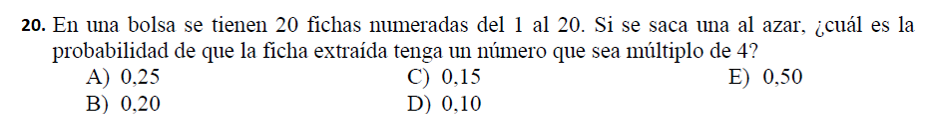 20. En una bolsa se tienen 20 fichas numeradas del 1 al 20. Si se saca una al azar, ¿cuál es la
probabilidad de que la ficha extraída tenga un número que sea múltiplo de 4?
A) 0,25 C) 0,15 E) 0,50
B) 0,20 D) 0,10